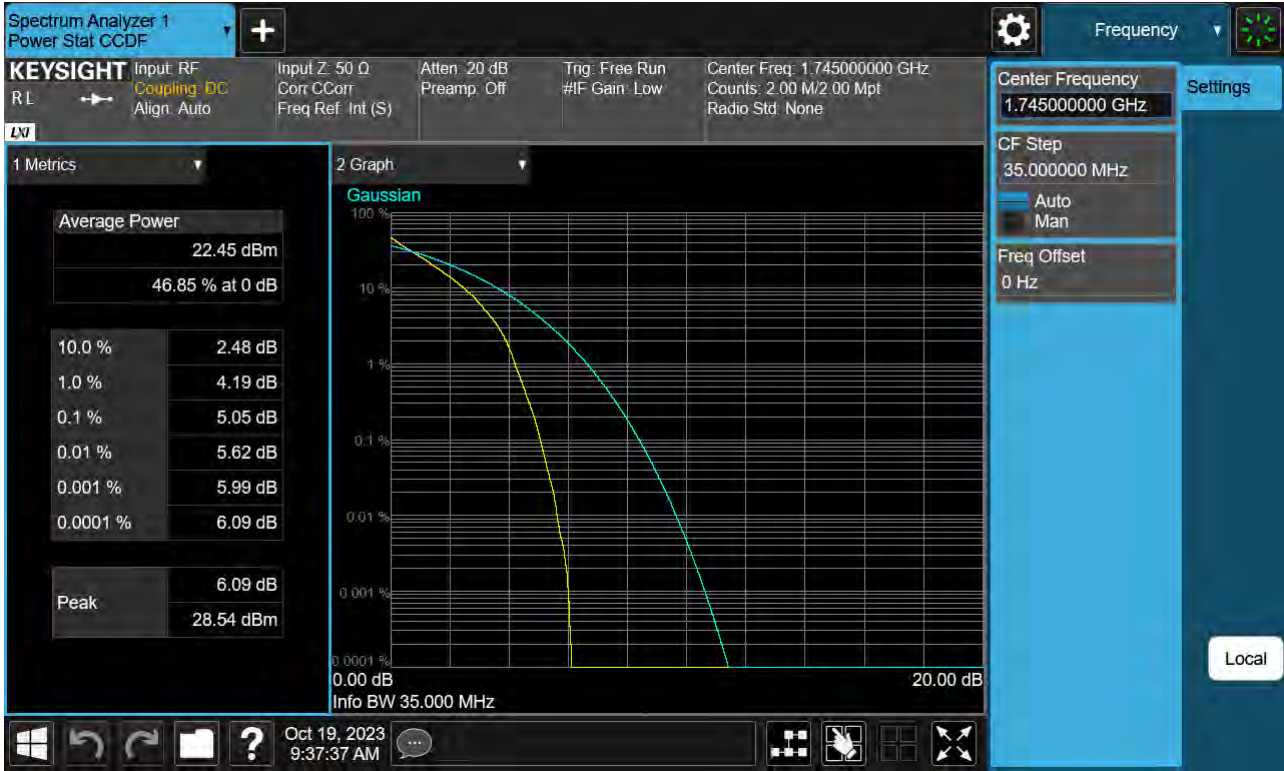 Spectrum Analyzer 1
Power Stat CCDF
Frequency
KEYSIGHT
R L
LXI
Input: RF
Coupling: DC
Align: Auto
Input Z: 50 Ω
Corr CCorr
Freq Ref: Int (S)
Atten: 20 dB
Preamp: Off
Trig: Free Run
#IF Gain: Low
Center Freq: 1.745000000 GHz
Counts: 2.00 M/2.00 Mpt
Radio Std: None
Center Frequency
1.745000000 GHz
Settings
CF Step
35.000000 MHz
Auto
Man
Freq Offset
0 Hz
1 Metrics
Average Power
22.45 dBm
46.85 % at 0 dB
10.0 % 2.48 dB
1.0 % 4.19 dB
0.1 % 5.05 dB
0.01 % 5.62 dB
0.001 % 5.99 dB
0.0001 % 6.09 dB
Peak
6.09 dB
28.54 dBm
2 Graph
Gaussian
100 %
10 %
1 %
0.1 %
0.01 %
0.001 %
0.0001 %
0.00 dB 20.00 dB
Info BW 35.000 MHz
Local
?
Oct 19, 2023
9:37:37 AM